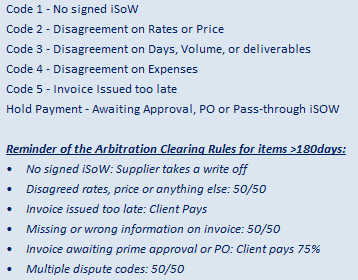 Code 1 - No signed iSoW
Code 2 - Disagreement on Rates or Price
Code 3 - Disagreement on Days, Volume, or deliverables
Code 4 - Disagreement on Expenses
Code 5 - Invoice Issued too late
Hold Payment - Awaiting Approval, PO or Pass-through iSOW
Reminder of the Arbitration Clearing Rules for items >180days:
• No signed iSoW: Supplier takes a write off
• Disagreed rates, price or anything else: 50/50
• Invoice issued too late: Client Pays
• Missing or wrong information on invoice: 50/50
• Invoice awaiting prime approval or PO: Client pays 75%
• Multiple dispute codes: 50/50